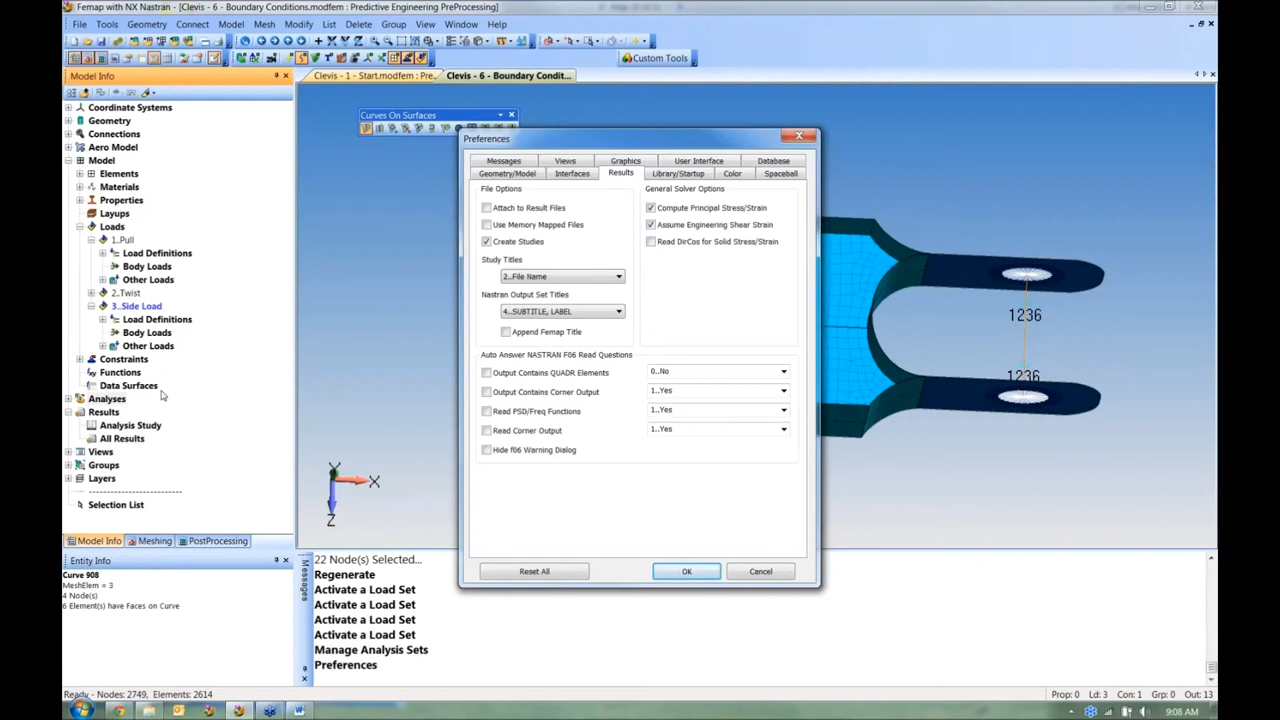 Femap with NX Nastran - [Clevis - 6 - Boundary Conditions.modfem : Predictive Engineering PreProcessing]
File Tools Geometry Connect Model Mesh Modify List Delete Group View Window Help
Custom Tools
Model Info
Clevis - 1 - Start.modfem : Pre...
Clevis - 6 - Boundary Condit...
Coordinate Systems
Geometry
Connections
Aero Model
Model
Elements
Materials
Properties
Layups
Loads
1..Pull
Load Definitions
Body Loads
Other Loads
2..Twist
3..Side Load
Load Definitions
Body Loads
Other Loads
Constraints
Functions
Data Surfaces
Analyses
Results
Analysis Study
All Results
Views
Groups
Layers
Selection List
Model Info Meshing PostProcessing
Entity Info
Curve 908
MeshElem = 3
4 Node(s)
6 Element(s) have Faces on Curve
Curves On Surfaces
Preferences
Messages Views Graphics User Interface Database
Geometry/Model Interfaces Results Library/Startup Color Spaceball
File Options
Attach to Result Files
Use Memory Mapped Files
Create Studies
Study Titles
2..File Name
Nastran Output Set Titles
4..SUBTITLE, LABEL
Append Femap Title
General Solver Options
Compute Principal Stress/Strain
Assume Engineering Shear Strain
Read DirCos for Solid Stress/Strain
Auto Answer NASTRAN F06 Read Questions
Output Contains QUADR Elements 0..No
Output Contains Corner Output 1..Yes
Read PSD/Freq Functions 1..Yes
Read Corner Output 1..Yes
Hide f06 Warning Dialog
Reset All OK Cancel
1236
1236
Y
X
Z
Messages
22 Node(s) Selected...
Regenerate
Activate a Load Set
Activate a Load Set
Activate a Load Set
Activate a Load Set
Manage Analysis Sets
Preferences
Ready - Nodes: 2749, Elements: 2614
Prop: 0 Ld: 3 Con: 1 Grp: 0 Out: 13
9:08 AM